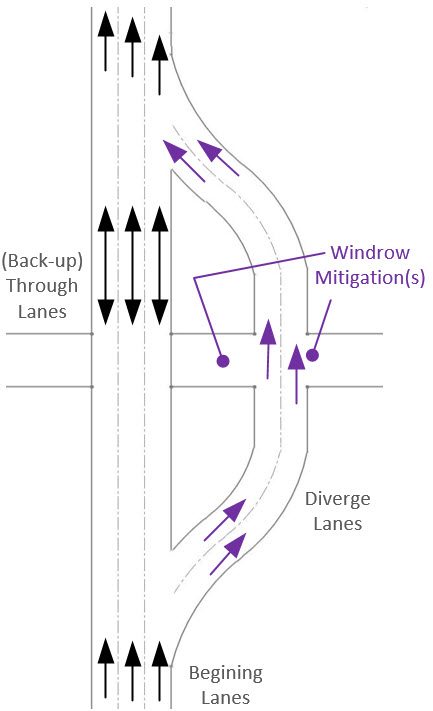 (Back-up)
Through
Lanes
Windrow
Mitigation(s)
Diverge
Lanes
Begining
Lanes